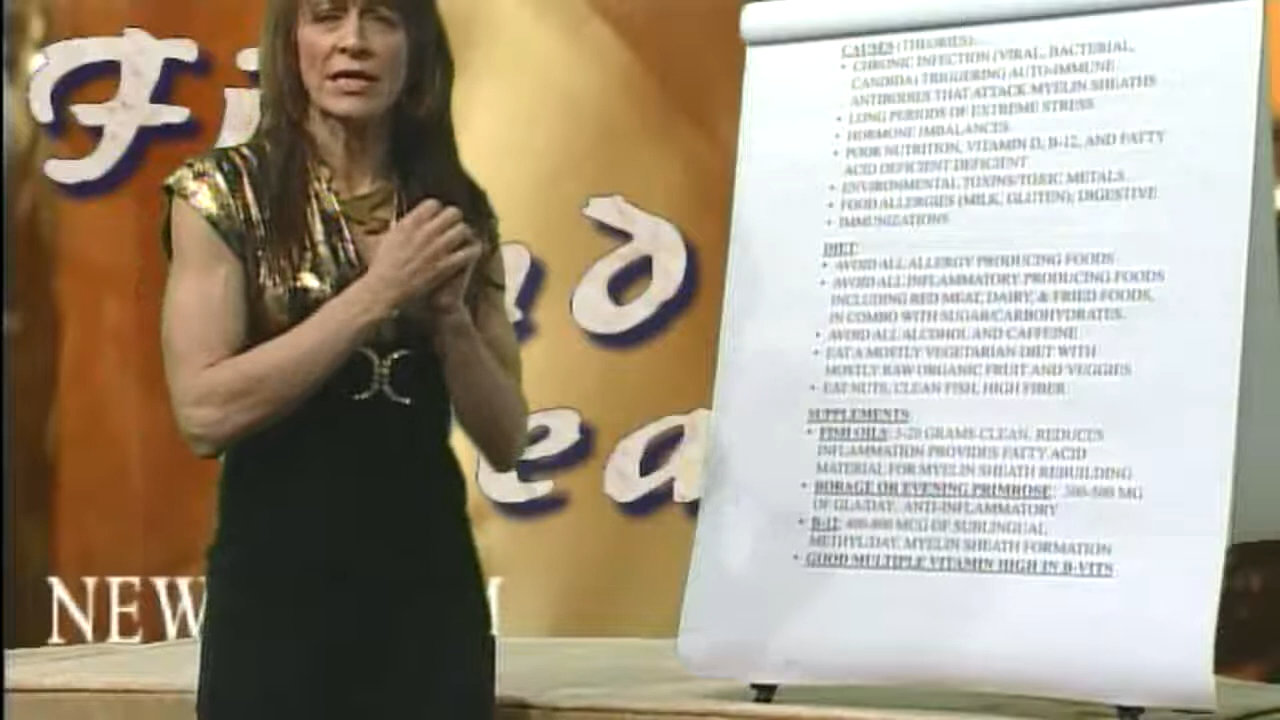 Fi
nd
ea
NEW
M
CAUSES (THEORIES):
• CHRONIC INFECTION (VIRAL, BACTERIAL,
CANDIDA) TRIGGERING AUTO-IMMUNE
ANTIBODIES THAT ATTACK MYELIN SHEATHS
• LONG PERIODS OF EXTREME STRESS
• HORMONE IMBALANCES
• POOR NUTRITION, VITAMIN D, B-12, AND FATTY
ACID DEFICIENT DEFICIENT
• ENVIRONMENTAL TOXINS/TOXIC METALS
• FOOD ALLERGIES (MILK, GLUTEN); DIGESTIVE
• IMMUNIZATIONS
DIET:
• AVOID ALL ALLERGY PRODUCING FOODS
• AVOID ALL INFLAMMATORY PRODUCING FOODS
INCLUDING RED MEAT, DAIRY, & FRIED FOODS,
IN COMBO WITH SUGAR/CARBOHYDRATES.
• AVOID ALL ALCOHOL AND CAFFEINE
• EAT A MOSTLY VEGETARIAN DIET WITH
MOSTLY RAW ORGANIC FRUIT AND VEGGIES
• EAT NUTS, CLEAN FISH, HIGH FIBER
SUPPLEMENTS:
• FISH OILS: 5-20 GRAMS CLEAN. REDUCES
INFLAMMATION PROVIDES FATTY ACID
MATERIAL FOR MYELIN SHEATH REBUILDING
• BORAGE OR EVENING PRIMROSE: 300-500 MG
OF GLA/DAY. ANTI-INFLAMMATORY
• B-12: 400-800 MCG OF SUBLINGUAL
METHYL/DAY. MYELIN SHEATH FORMATION
• GOOD MULTIPLE VITAMIN HIGH IN B-VITS